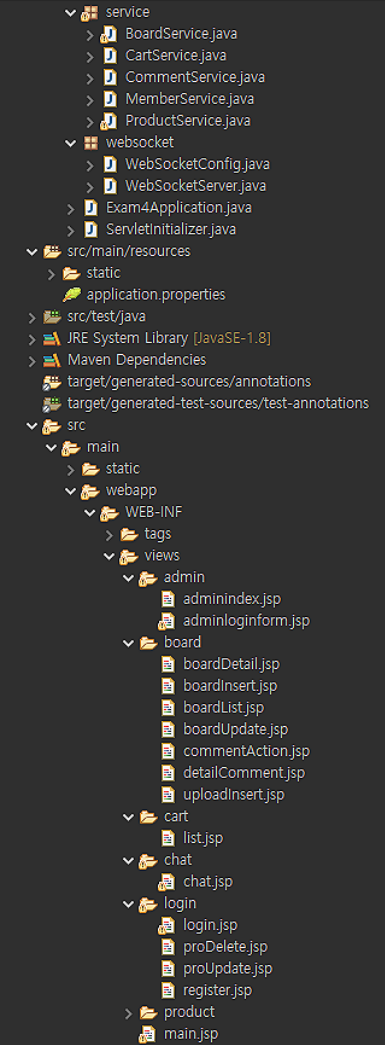 service
BoardService.java
CartService.java
CommentService.java
MemberService.java
ProductService.java
websocket
WebSocketConfig.java
WebSocketServer.java
Exam4Application.java
ServletInitializer.java
src/main/resources
static
application.properties
src/test/java
JRE System Library [JavaSE-1.8]
Maven Dependencies
target/generated-sources/annotations
target/generated-test-sources/test-annotations
src
main
static
webapp
WEB-INF
tags
views
admin
adminindex.jsp
adminloginform.jsp
board
boardDetail.jsp
boardInsert.jsp
boardList.jsp
boardUpdate.jsp
commentAction.jsp
detailComment.jsp
uploadInsert.jsp
cart
list.jsp
chat
chat.jsp
login
login.jsp
proDelete.jsp
proUpdate.jsp
register.jsp
product
main.jsp